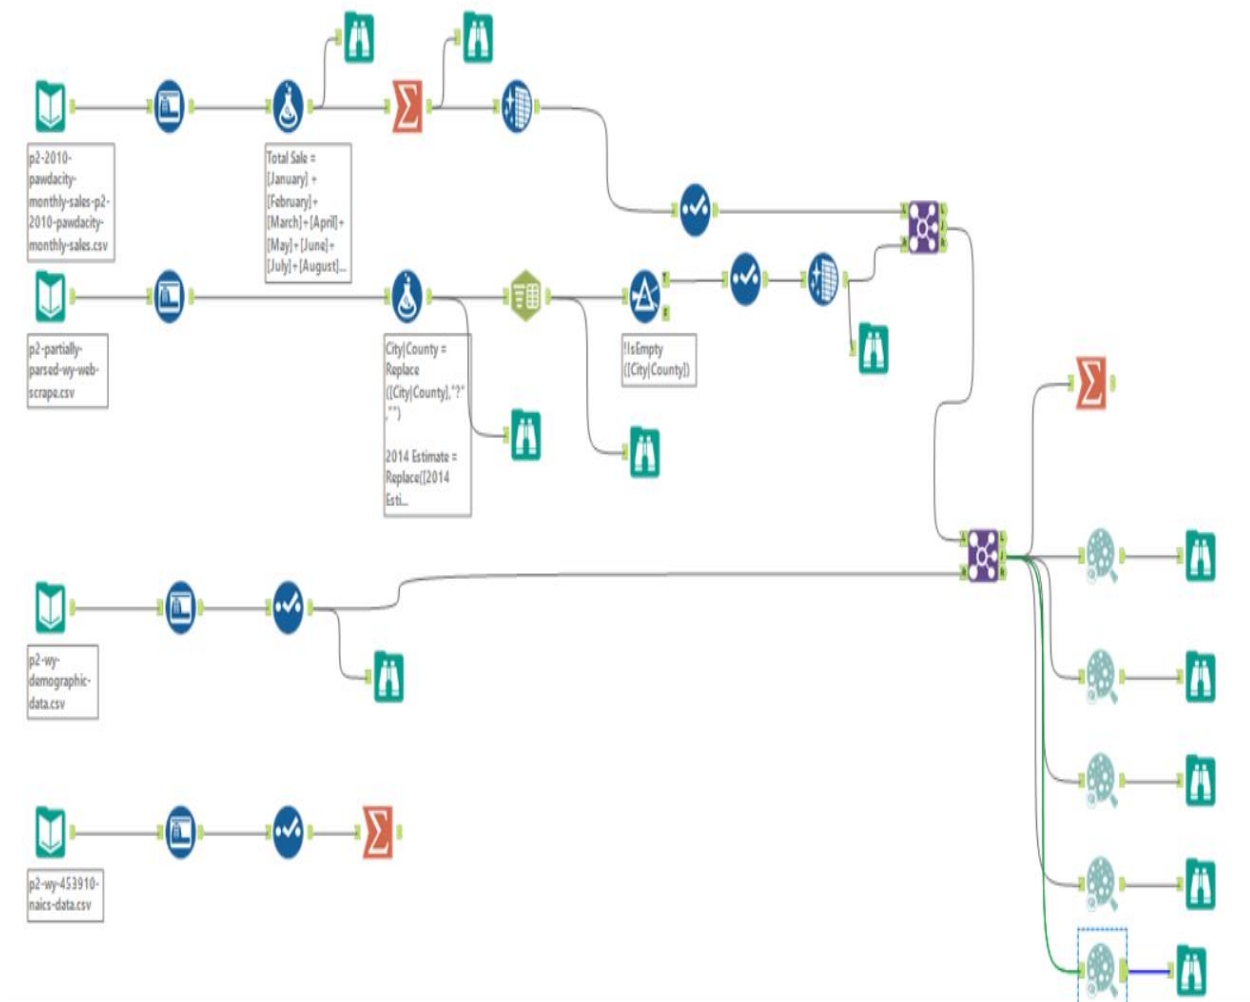 p2-2010-
pawdacity-
monthly-sales-p2-
2010-pawdacity-
monthly-sales.csv
Total Sale =
[January] +
[February]+
[March]+[April]+
[May]+[June]+
[July]+[August]...
p2-partially-
parsed-wy-web-
scrape.csv
City|County =
Replace
([City|County],"?"
,"")
2014 Estimate =
Replace([2014
Esti...
!IsEmpty
([City|County])
p2-wy-
demographic-
data.csv
p2-wy-453910-
naics-data.csv